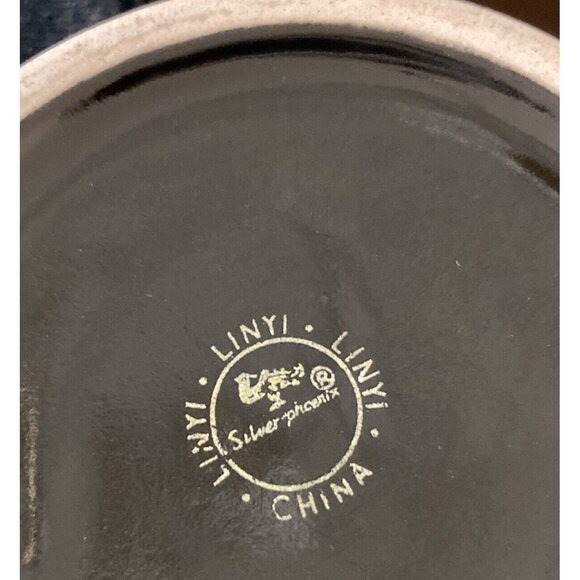 LINYI · LINYI · LINYI · CHINA ·
®
Silver-phoenix